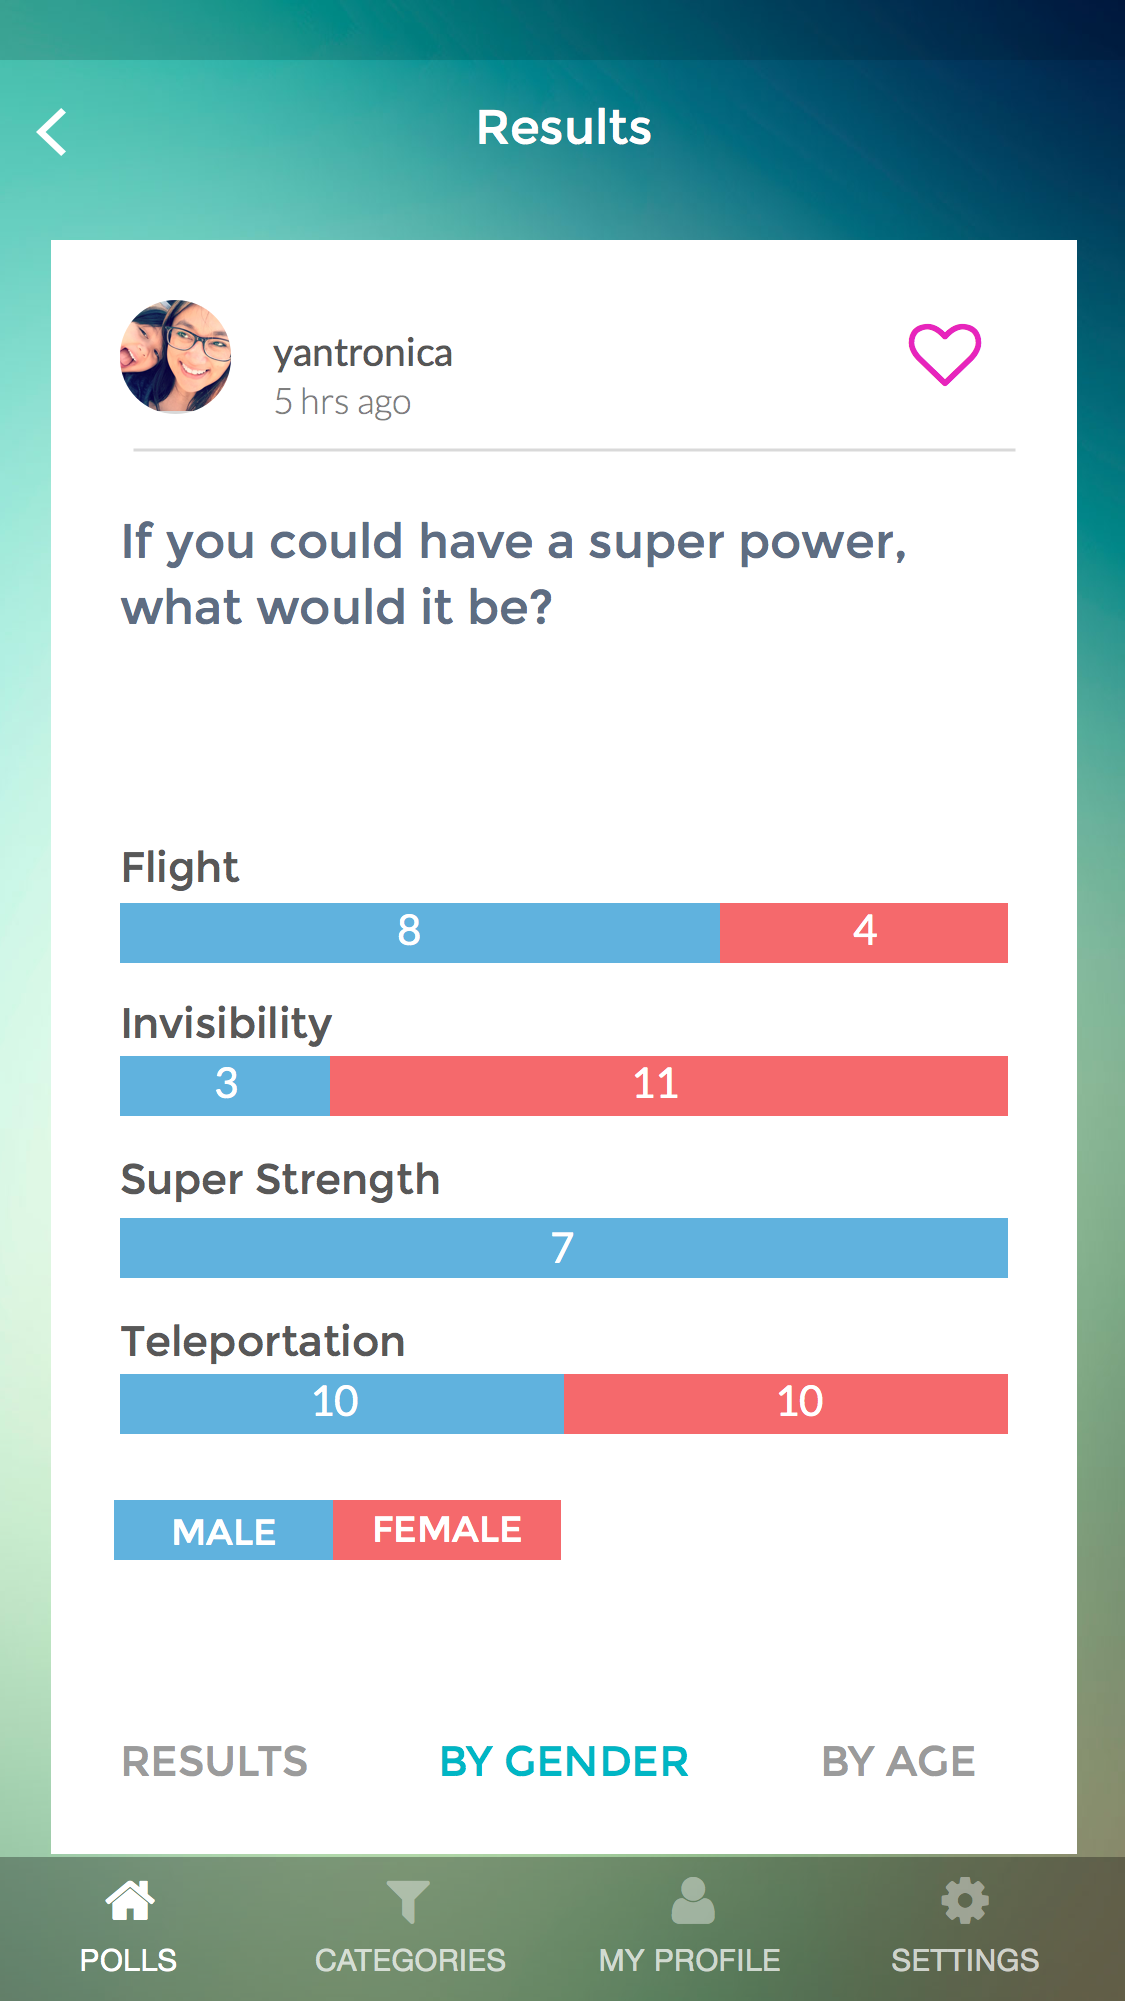 Results
yantronica
5 hrs ago
If you could have a super power,
what would it be?
Flight
8 4
Invisibility
3 11
Super Strength
7
Teleportation
10 10
MALE FEMALE
RESULTS BY GENDER BY AGE
POLLS CATEGORIES MY PROFILE SETTINGS